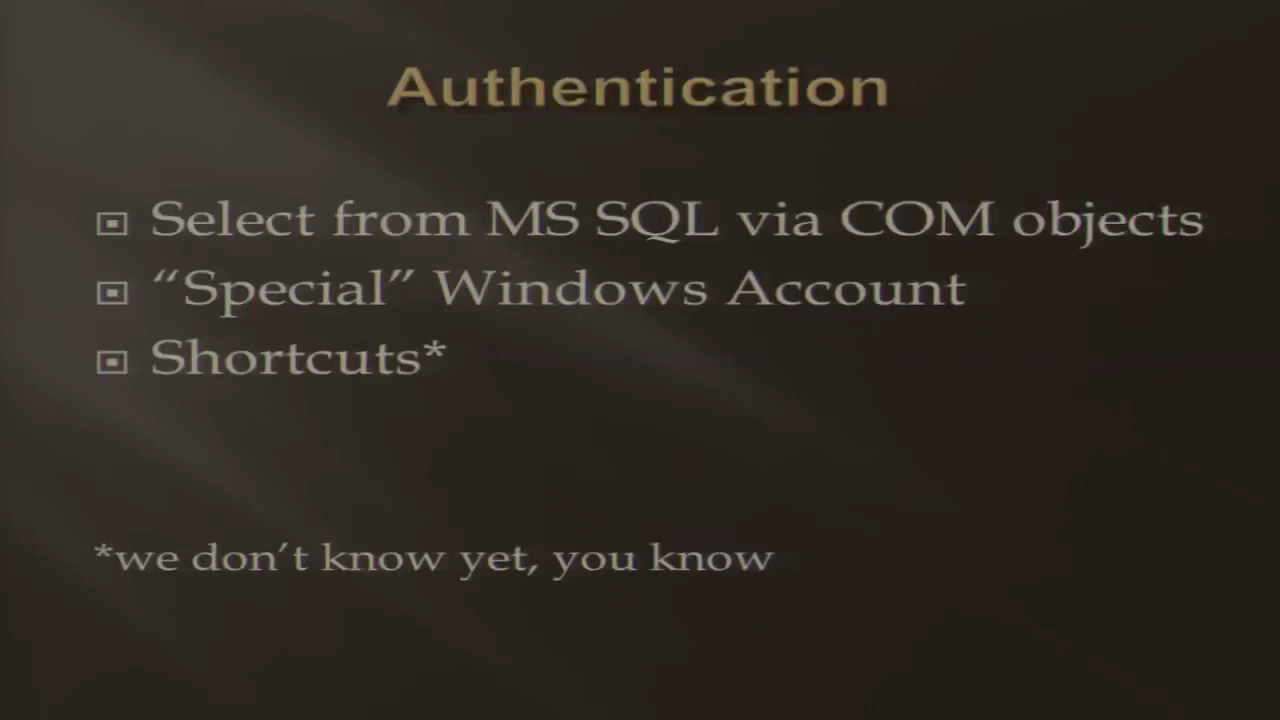 Authentication
Select from MS SQL via COM objects
“Special” Windows Account
Shortcuts*
*we don’t know yet, you know